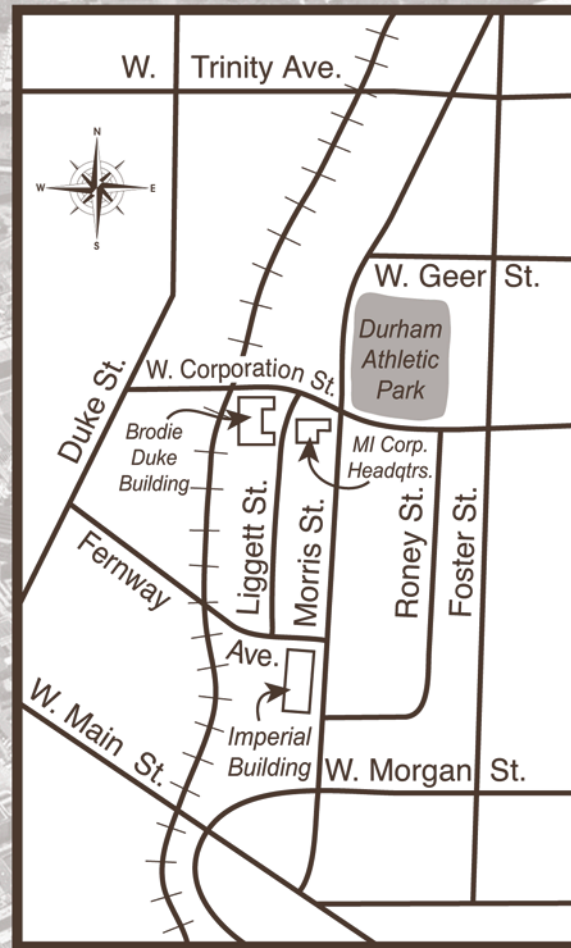 W. Trinity Ave.
N
W E
S
W. Geer St.
Durham
Athletic
Park
W. Corporation St.
Duke St.
Brodie
Duke
Building
MI Corp.
Headqtrs.
Liggett St.
Morris St.
Roney St.
Foster St.
Fernway
Ave.
W. Main St.
Imperial
Building
W. Morgan St.